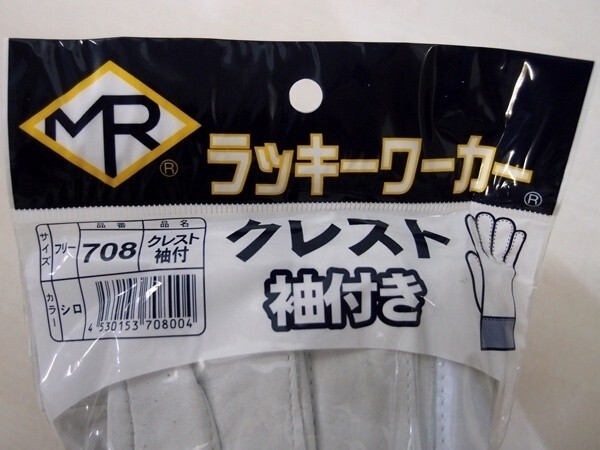 MR®
ラッキーワーカー®
サイズ フリー 品番 708 品名 クレスト袖付
カラー シロ
4 530153 708004
クレスト
袖付き